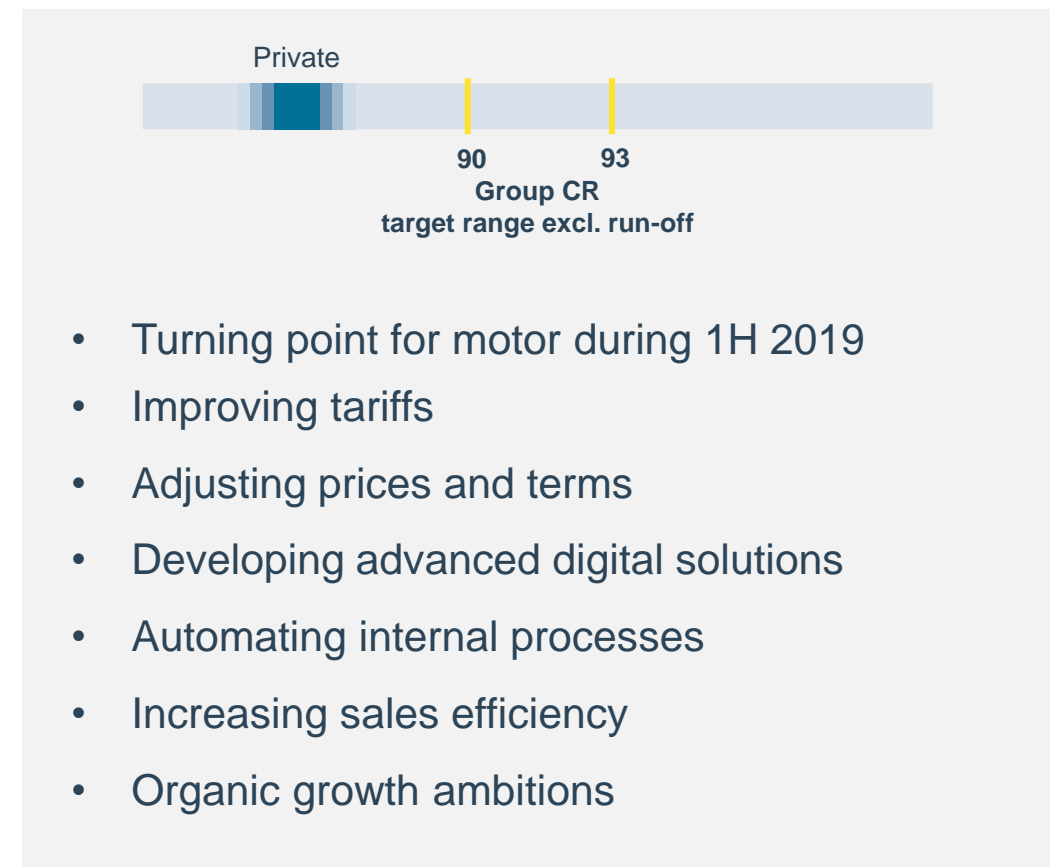 Private
90 93
Group CR
target range excl. run-off
• Turning point for motor during 1H 2019
• Improving tariffs
• Adjusting prices and terms
• Developing advanced digital solutions
• Automating internal processes
• Increasing sales efficiency
• Organic growth ambitions